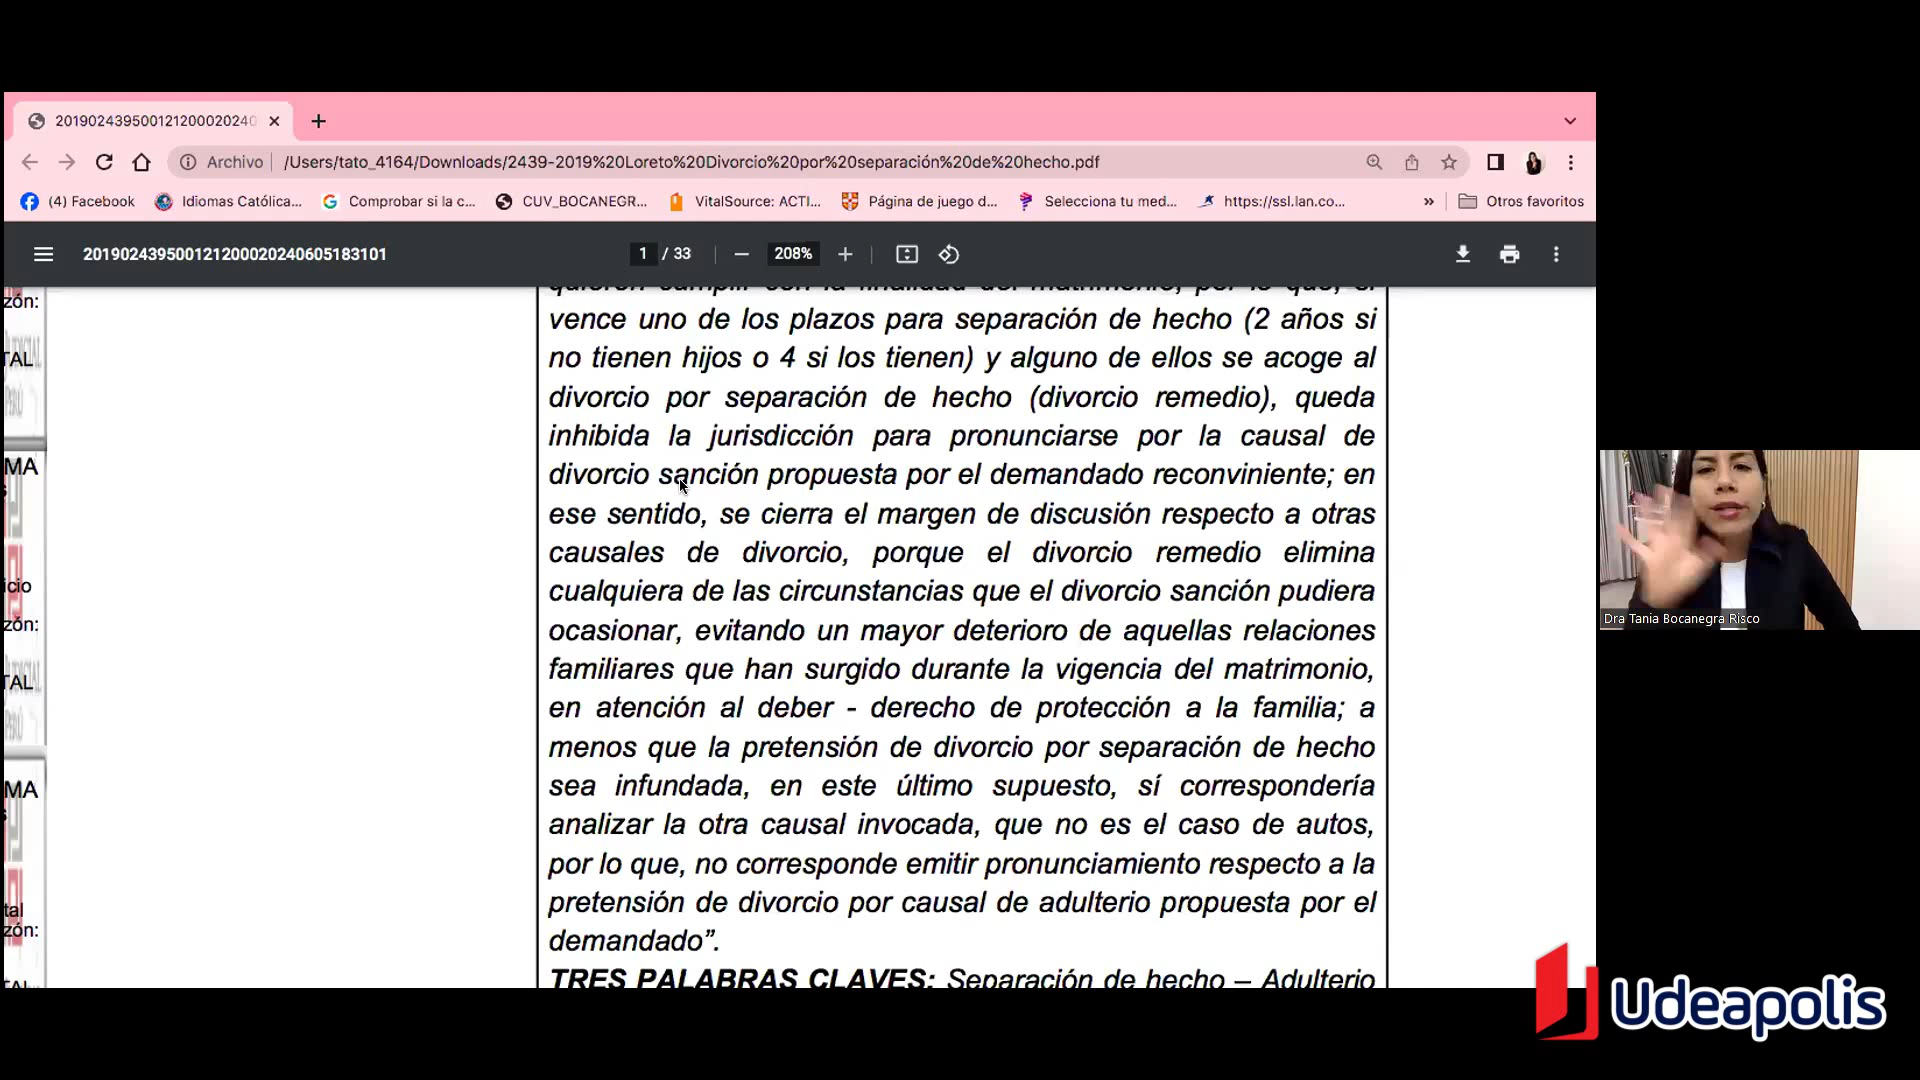 20190243950012120002024
Archivo
/Users/tato_4164/Downloads/2439-2019%20Loreto%20Divorcio%20por%20separación%20de%20hecho.pdf
(4) Facebook
Idiomas Católica...
Comprobar si la c...
CUV_BOCANEGR...
VitalSource: ACTI...
Página de juego d...
Selecciona tu med...
https://ssl.lan.co...
»
Otros favoritos
201902439500121200020240605183101
1 / 33
208%
vence uno de los plazos para separación de hecho (2 años si
no tienen hijos o 4 si los tienen) y alguno de ellos se acoge al
divorcio por separación de hecho (divorcio remedio), queda
inhibida la jurisdicción para pronunciarse por la causal de
divorcio sanción propuesta por el demandado reconviniente; en
ese sentido, se cierra el margen de discusión respecto a otras
causales de divorcio, porque el divorcio remedio elimina
cualquiera de las circunstancias que el divorcio sanción pudiera
ocasionar, evitando un mayor deterioro de aquellas relaciones
familiares que han surgido durante la vigencia del matrimonio,
en atención al deber - derecho de protección a la familia; a
menos que la pretensión de divorcio por separación de hecho
sea infundada, en este último supuesto, sí correspondería
analizar la otra causal invocada, que no es el caso de autos,
por lo que, no corresponde emitir pronunciamiento respecto a la
pretensión de divorcio por causal de adulterio propuesta por el
demandado”.
TRES PALABRAS CLAVES: Separación de hecho – Adulterio
zón:
TAL
MA
icio
zón:
TAL
MA
tal
zón:
Dra Tania Bocanegra Risco
Udeapolis